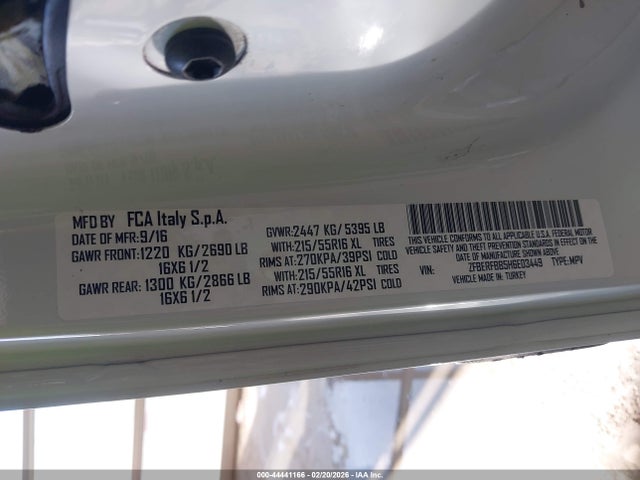 MFD BY FCA Italy S.p.A.
DATE OF MFR:9/16
GAWR FRONT:1220 KG/2690 LB
16X6 1/2
GAWR REAR:1300 KG/2866 LB
16X6 1/2
GVWR:2447 KG/ 5395 LB
WITH:215/55R16 XL TIRES
RIMS AT:270KPA/39PSI COLD
WITH:215/55R16 XL TIRES
RIMS AT:290KPA/42PSI COLD
THIS VEHICLE CONFORMS TO ALL APPLICABLE U.S.A. FEDERAL MOTOR
VEHICLE SAFETY STANDARDS IN EFFECT ON THE DATE OF
MANUFACTURE SHOWN ABOVE.
VIN: ZFBERFBB5H6E03449 TYPE:MPV
MADE IN: TURKEY
000-44441166 - 02/20/2026 - IAA Inc.